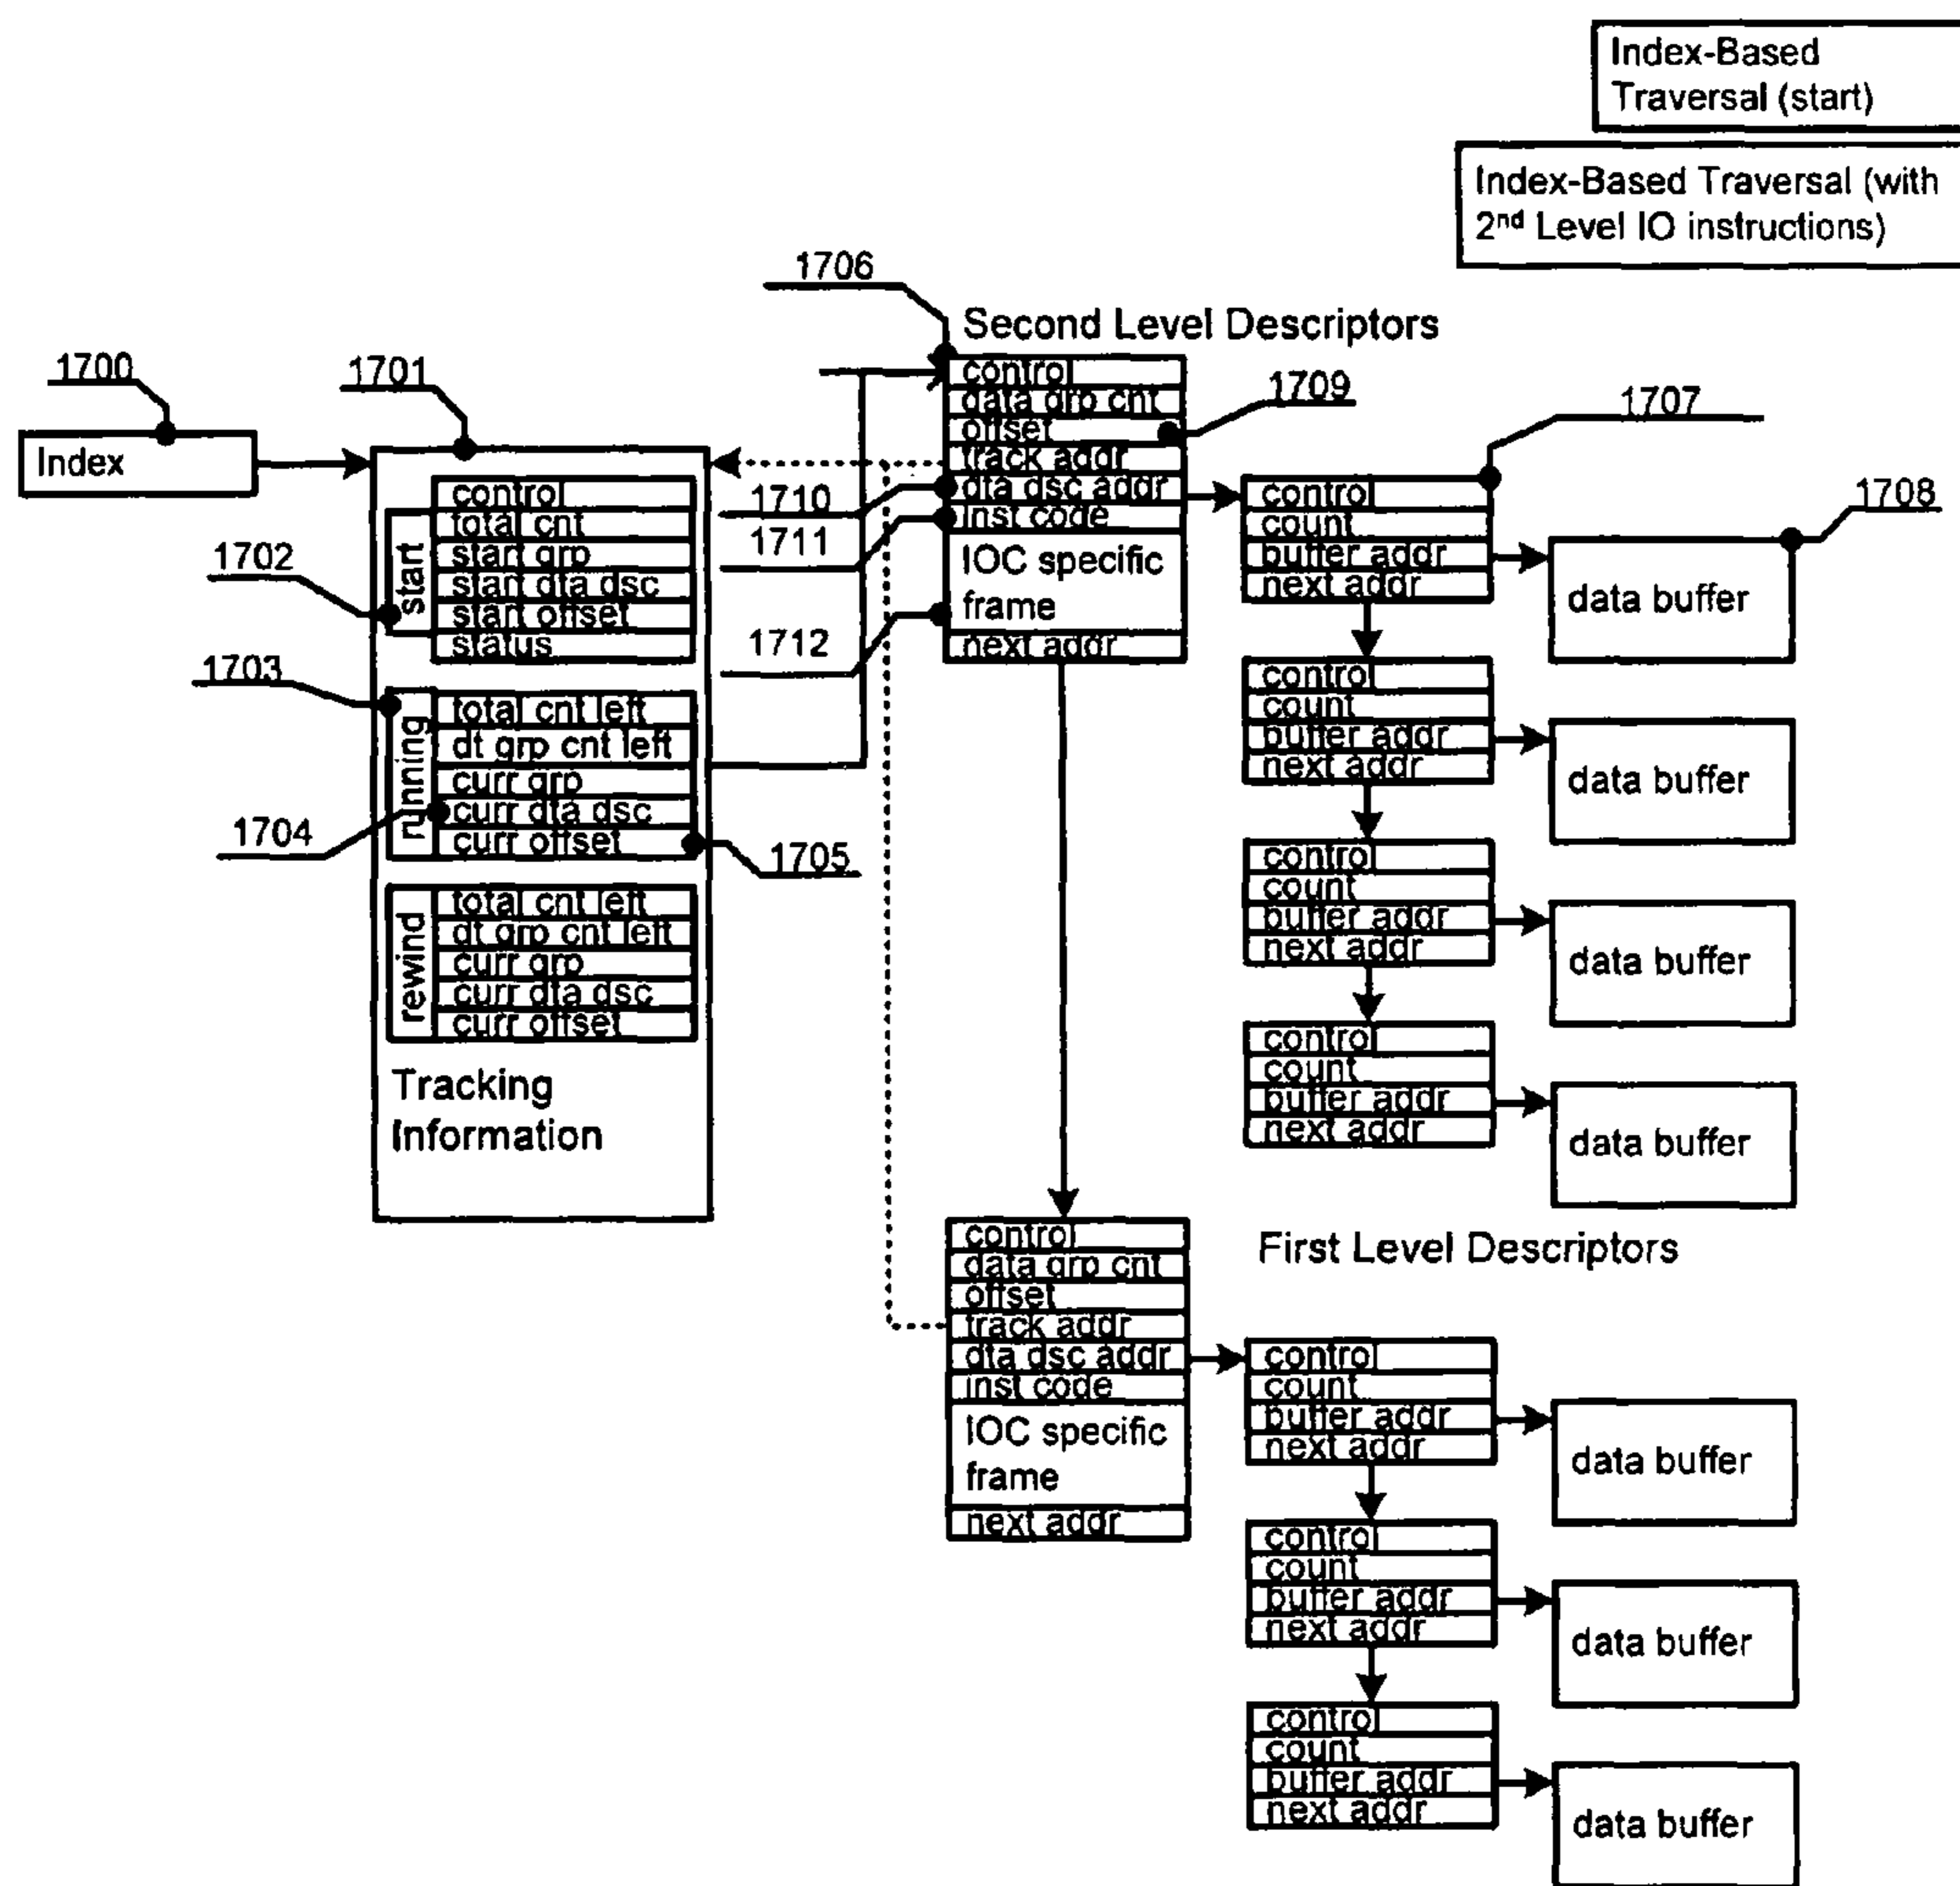 Index-Based
Traversal (start)
Index-Based Traversal (with
2nd Level IO instructions)
1706
Second Level Descriptors
1700
1701
1709
1707
1708
Index
control
total cnt
start grp
start dta dsc
start offset
status
start
1702
1703
total cnt left
dt grp cnt left
curr grp
curr dta dsc
curr offset
running
1704
1705
total cnt left
dt grp cnt left
curr grp
curr dta dsc
curr offset
rewind
Tracking
Information
1710
1711
1712
control
data grp cnt
offset
track addr
dta dsc addr
inst code
IOC specific
frame
next addr
control
count
buffer addr
next addr
data buffer
control
count
buffer addr
next addr
data buffer
control
count
buffer addr
next addr
data buffer
control
count
buffer addr
next addr
data buffer
First Level Descriptors
control
data grp cnt
offset
track addr
dta dsc addr
inst code
IOC specific
frame
next addr
control
count
buffer addr
next addr
data buffer
control
count
buffer addr
next addr
data buffer
control
count
buffer addr
next addr
data buffer